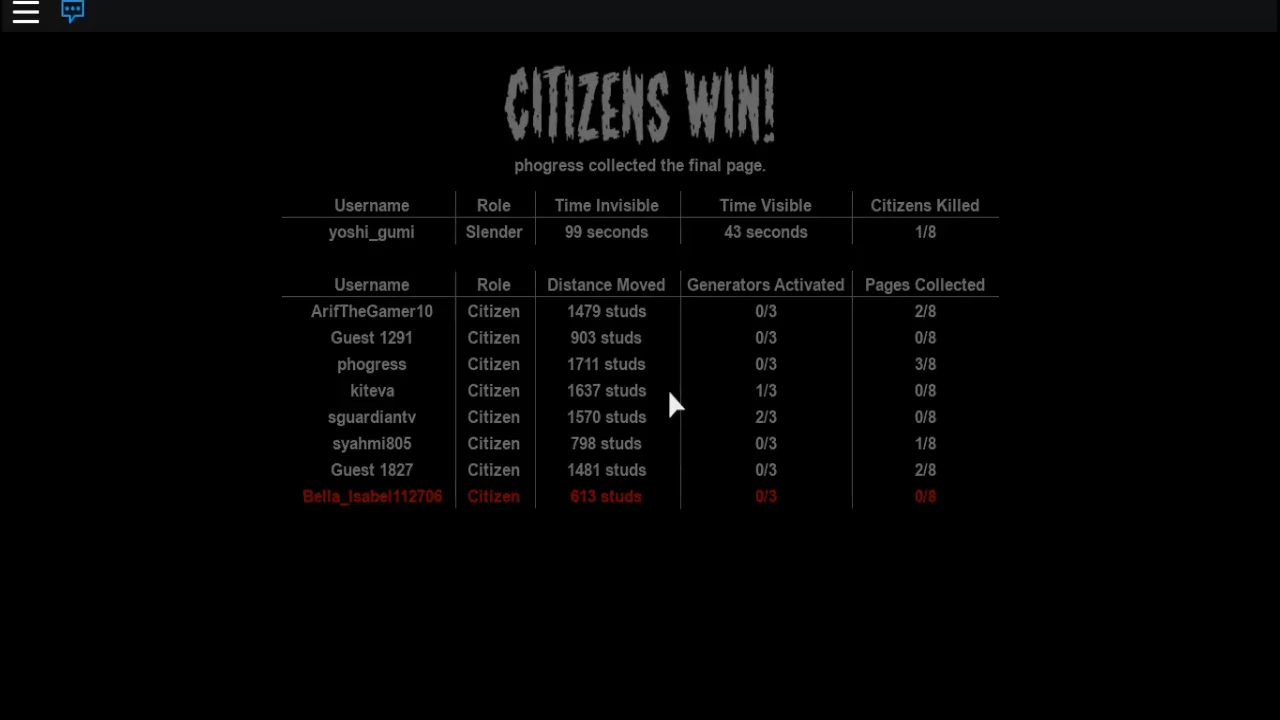 CITIZENS WIN!
phogress collected the final page.
Username Role Time Invisible Time Visible Citizens Killed
yoshi_gumi Slender 99 seconds 43 seconds 1/8
Username Role Distance Moved Generators Activated Pages Collected
ArifTheGamer10 Citizen 1479 studs 0/3 2/8
Guest 1291 Citizen 903 studs 0/3 0/8
phogress Citizen 1711 studs 0/3 3/8
kiteva Citizen 1637 studs 1/3 0/8
sguardiantv Citizen 1570 studs 2/3 0/8
syahmi805 Citizen 798 studs 0/3 1/8
Guest 1827 Citizen 1481 studs 0/3 2/8
Bella_Isabel112706 Citizen 613 studs 0/3 0/8